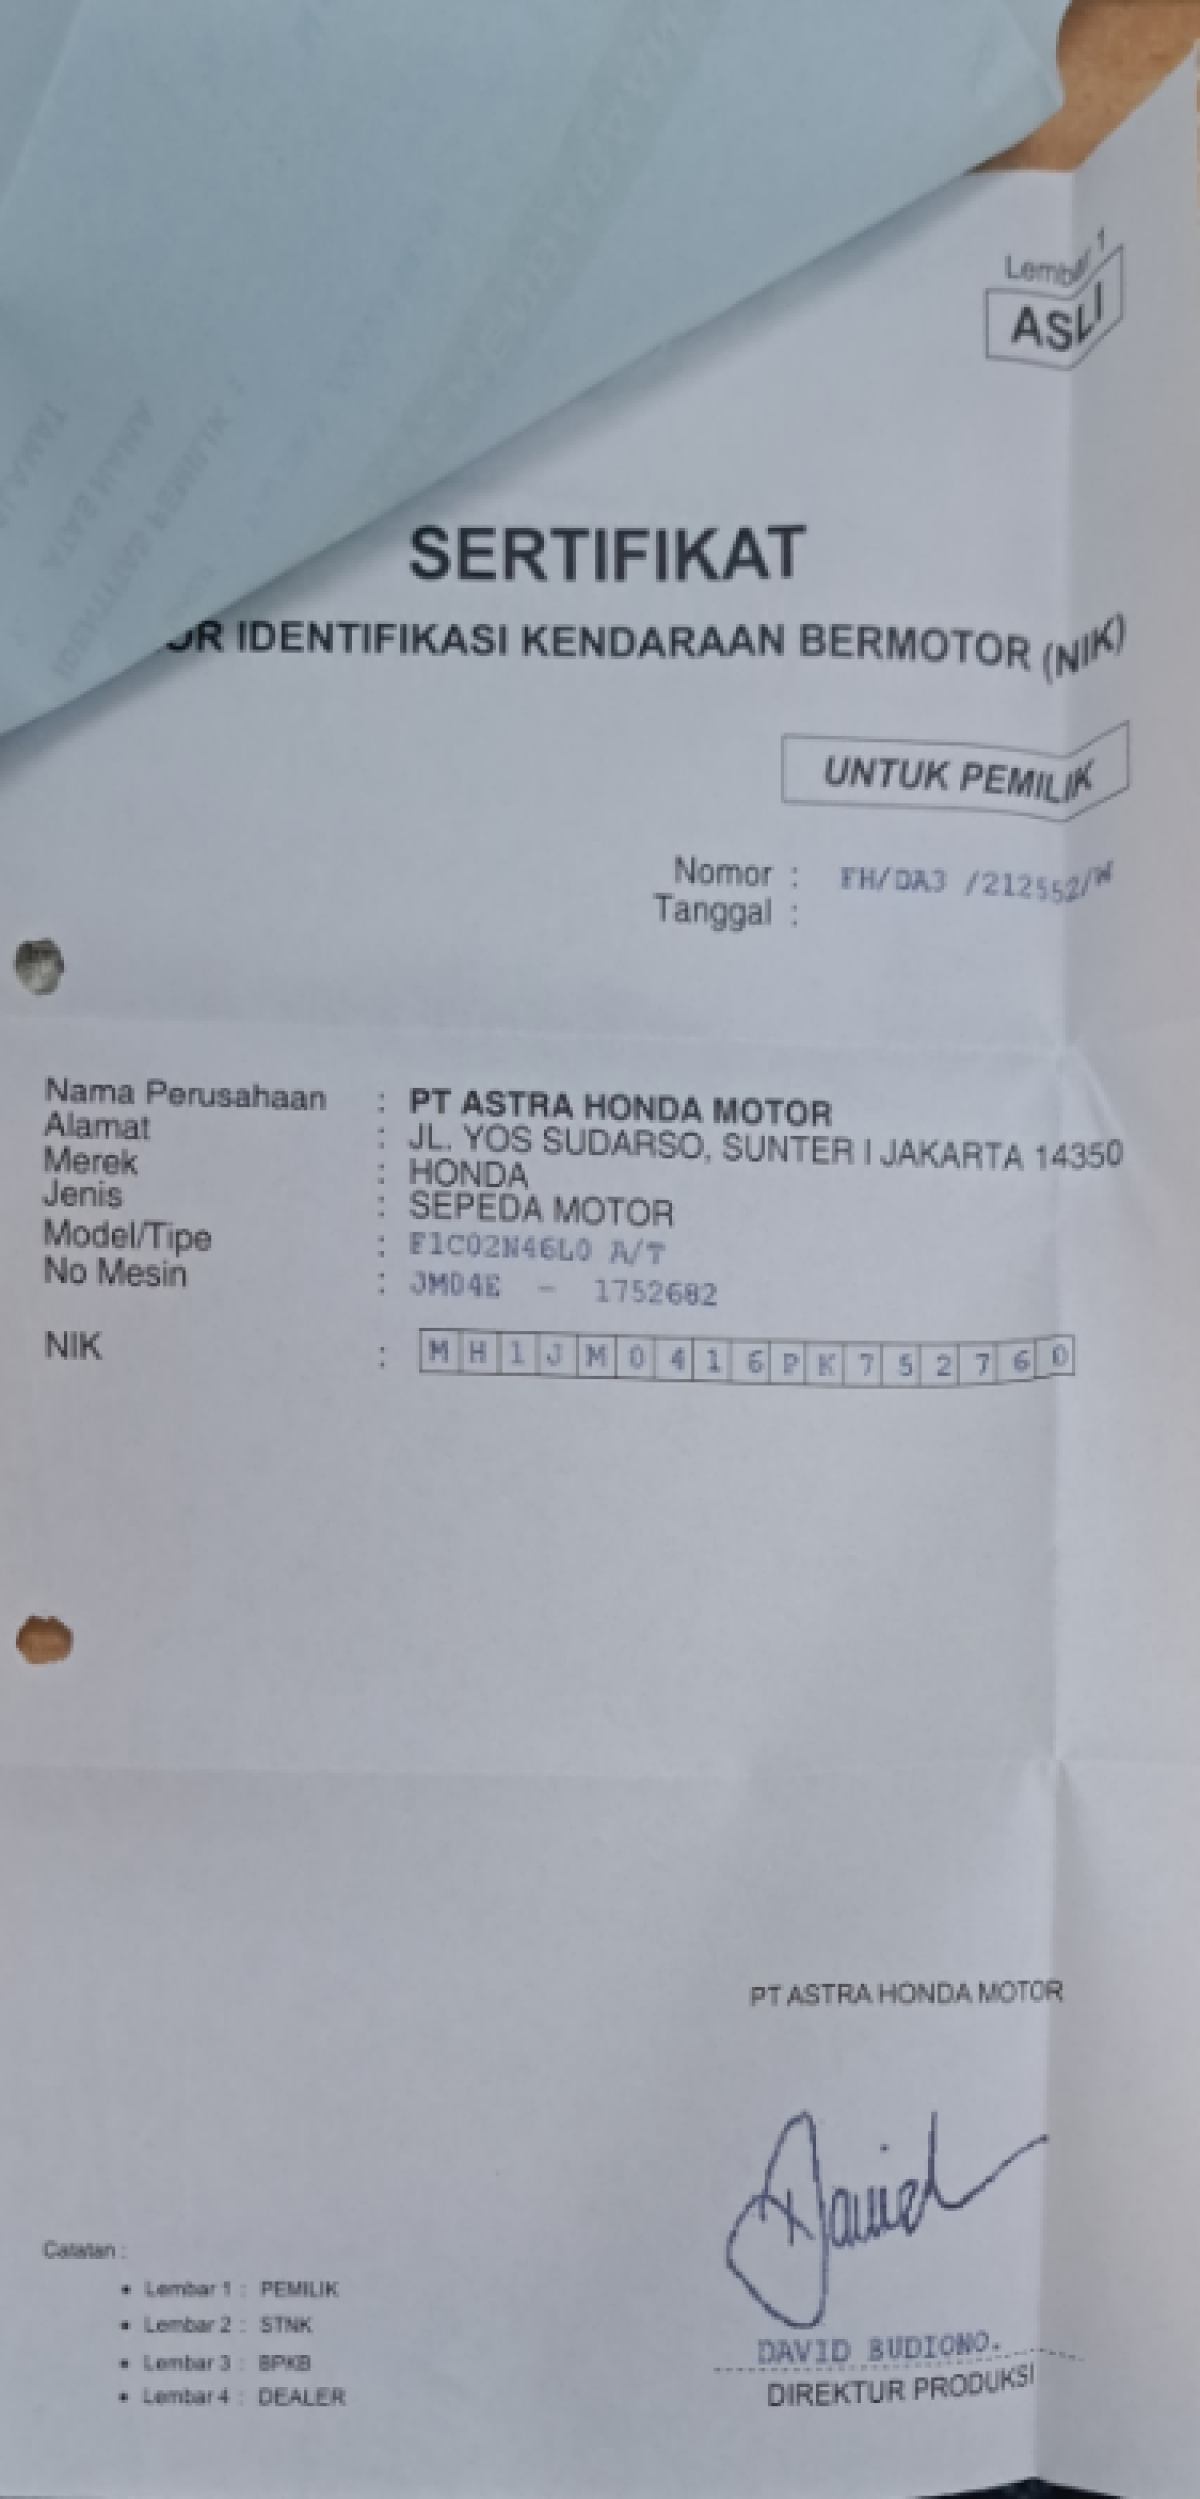 Lembar 1
ASLI
SERTIFIKAT
OR IDENTIFIKASI KENDARAAN BERMOTOR (NIK)
UNTUK PEMILIK
Nomor : FH/DA3 /212552/W
Tanggal :
Nama Perusahaan : PT ASTRA HONDA MOTOR
Alamat : JL. YOS SUDARSO, SUNTER I JAKARTA 14350
Merek : HONDA
Jenis : SEPEDA MOTOR
Model/Tipe : F1C02N46L0 A/T
No Mesin : JM04E - 1752682
NIK : MH1JM0416PK752760
PT ASTRA HONDA MOTOR
David
DAVID BUDIONO.
DIREKTUR PRODUKSI
Catatan :
• Lembar 1 : PEMILIK
• Lembar 2 : STNK
• Lembar 3 : BPKB
• Lembar 4 : DEALER